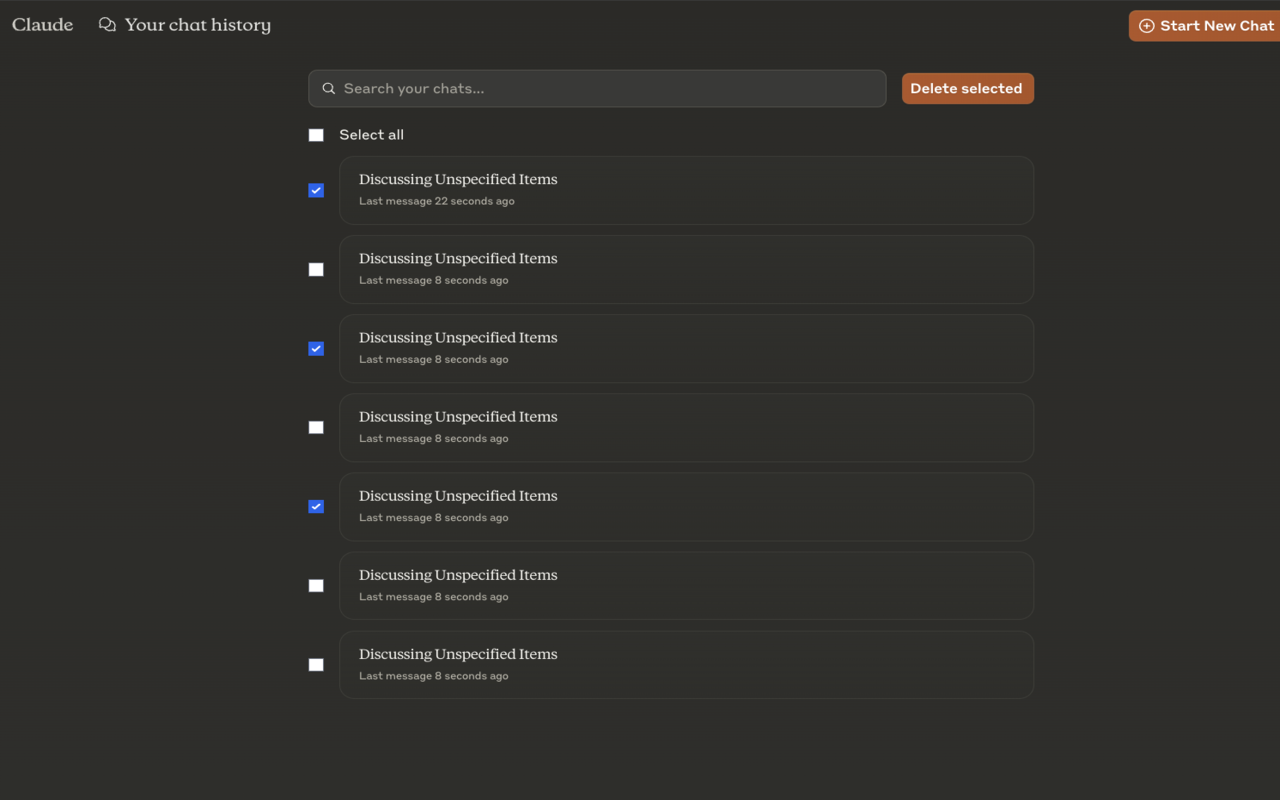 Claude
Your chat history
Start New Chat
Search your chats...
Delete selected
Select all
Discussing Unspecified Items
Last message 22 seconds ago
Discussing Unspecified Items
Last message 8 seconds ago
Discussing Unspecified Items
Last message 8 seconds ago
Discussing Unspecified Items
Last message 8 seconds ago
Discussing Unspecified Items
Last message 8 seconds ago
Discussing Unspecified Items
Last message 8 seconds ago
Discussing Unspecified Items
Last message 8 seconds ago